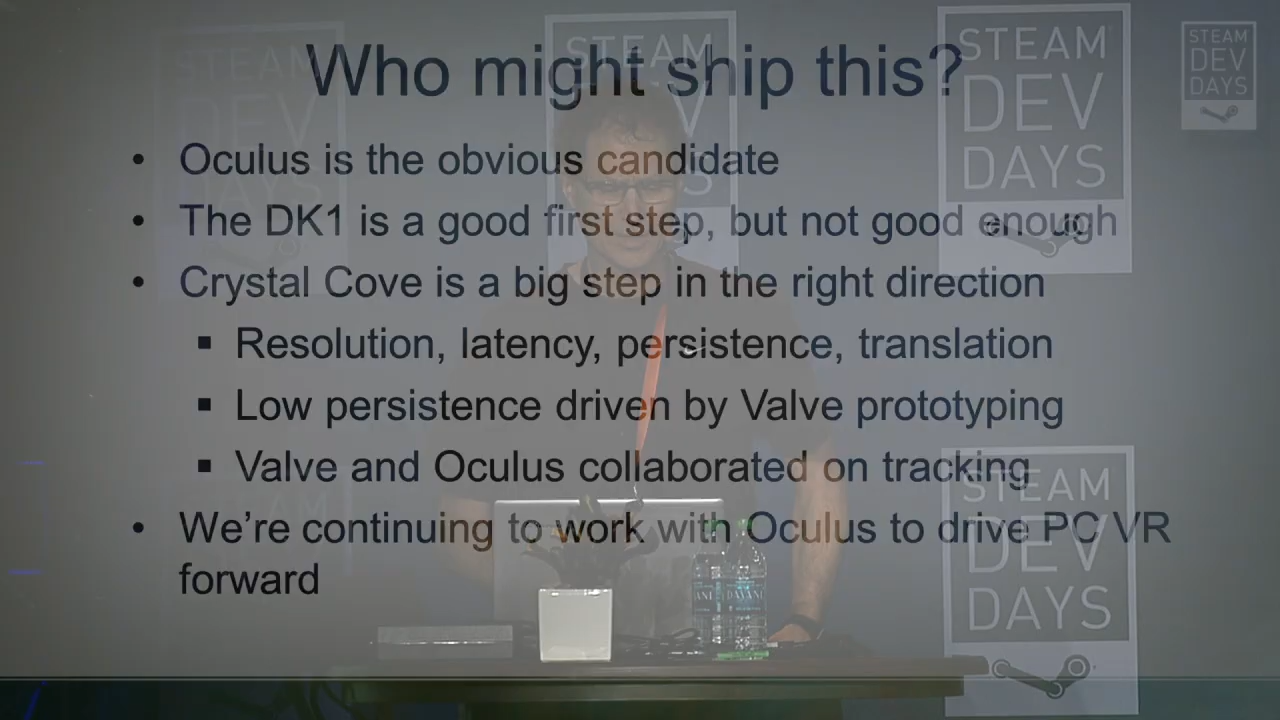 Who might ship this?
• Oculus is the obvious candidate
• The DK1 is a good first step, but not good enough
• Crystal Cove is a big step in the right direction
▪ Resolution, latency, persistence, translation
▪ Low persistence driven by Valve prototyping
▪ Valve and Oculus collaborated on tracking
• We’re continuing to work with Oculus to drive PC VR
forward
STEAM
DEV
DAYS
STEAM
DEV
DAYS
STEAM
DEV
DAYS
STEAM
DEV
DAYS
STEAM
DEV
DAYS